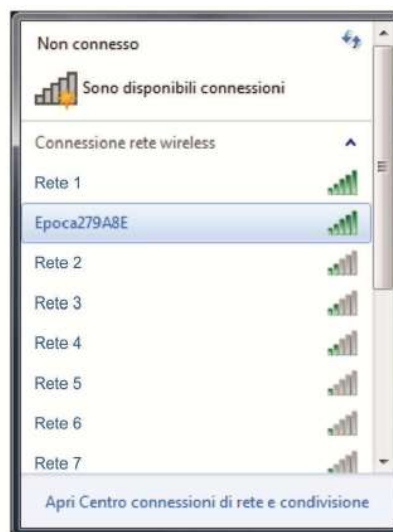 Non connesso
Sono disponibili connessioni
Connessione rete wireless
Rete 1
Epoca279A8E
Rete 2
Rete 3
Rete 4
Rete 5
Rete 6
Rete 7
Apri Centro connessioni di rete e condivisione